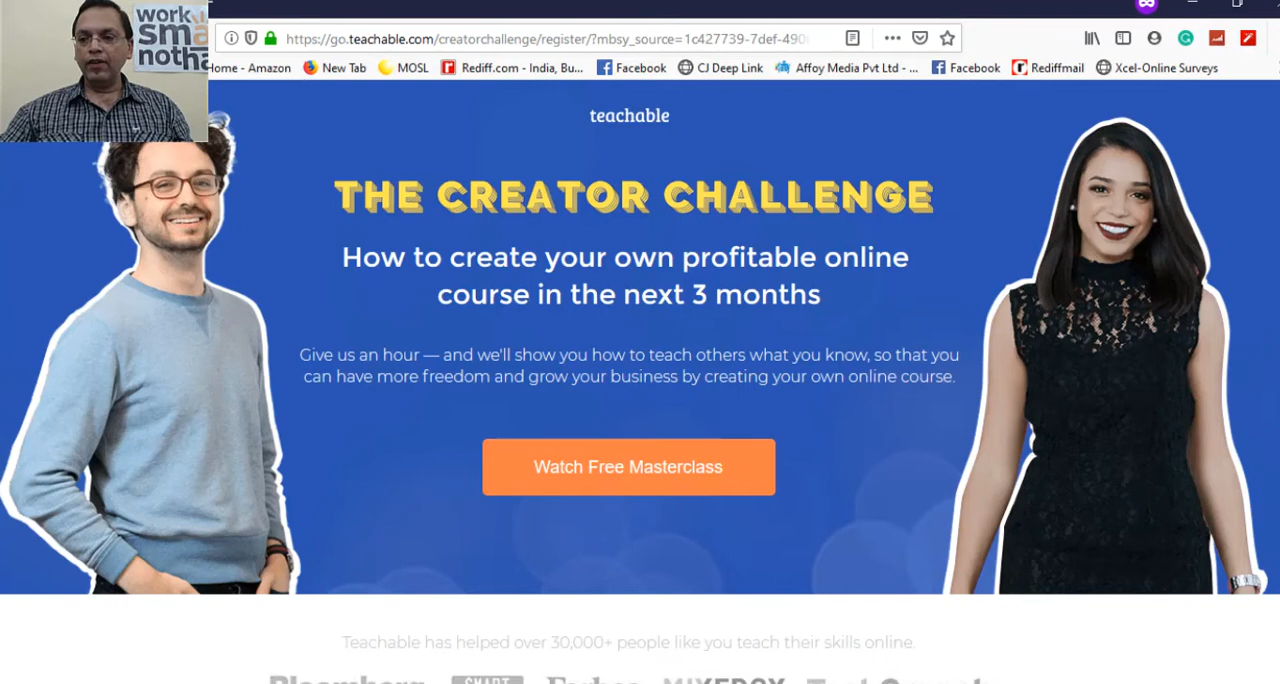 work
sma
notha
https://go.teachable.com/creatorchallenge/register/?mbsy_source=1c427739-7def-490
Home - Amazon New Tab MOSL Rediff.com - India, Bu... Facebook CJ Deep Link Affoy Media Pvt Ltd - ... Facebook Rediffmail Xcel-Online Surveys
teachable
THE CREATOR CHALLENGE
How to create your own profitable online
course in the next 3 months
Give us an hour — and we'll show you how to teach others what you know, so that you
can have more freedom and grow your business by creating your own online course.
Watch Free Masterclass
Teachable has helped over 30,000+ people like you teach their skills online.
Bloomberg SMART Forbes MIXERGY